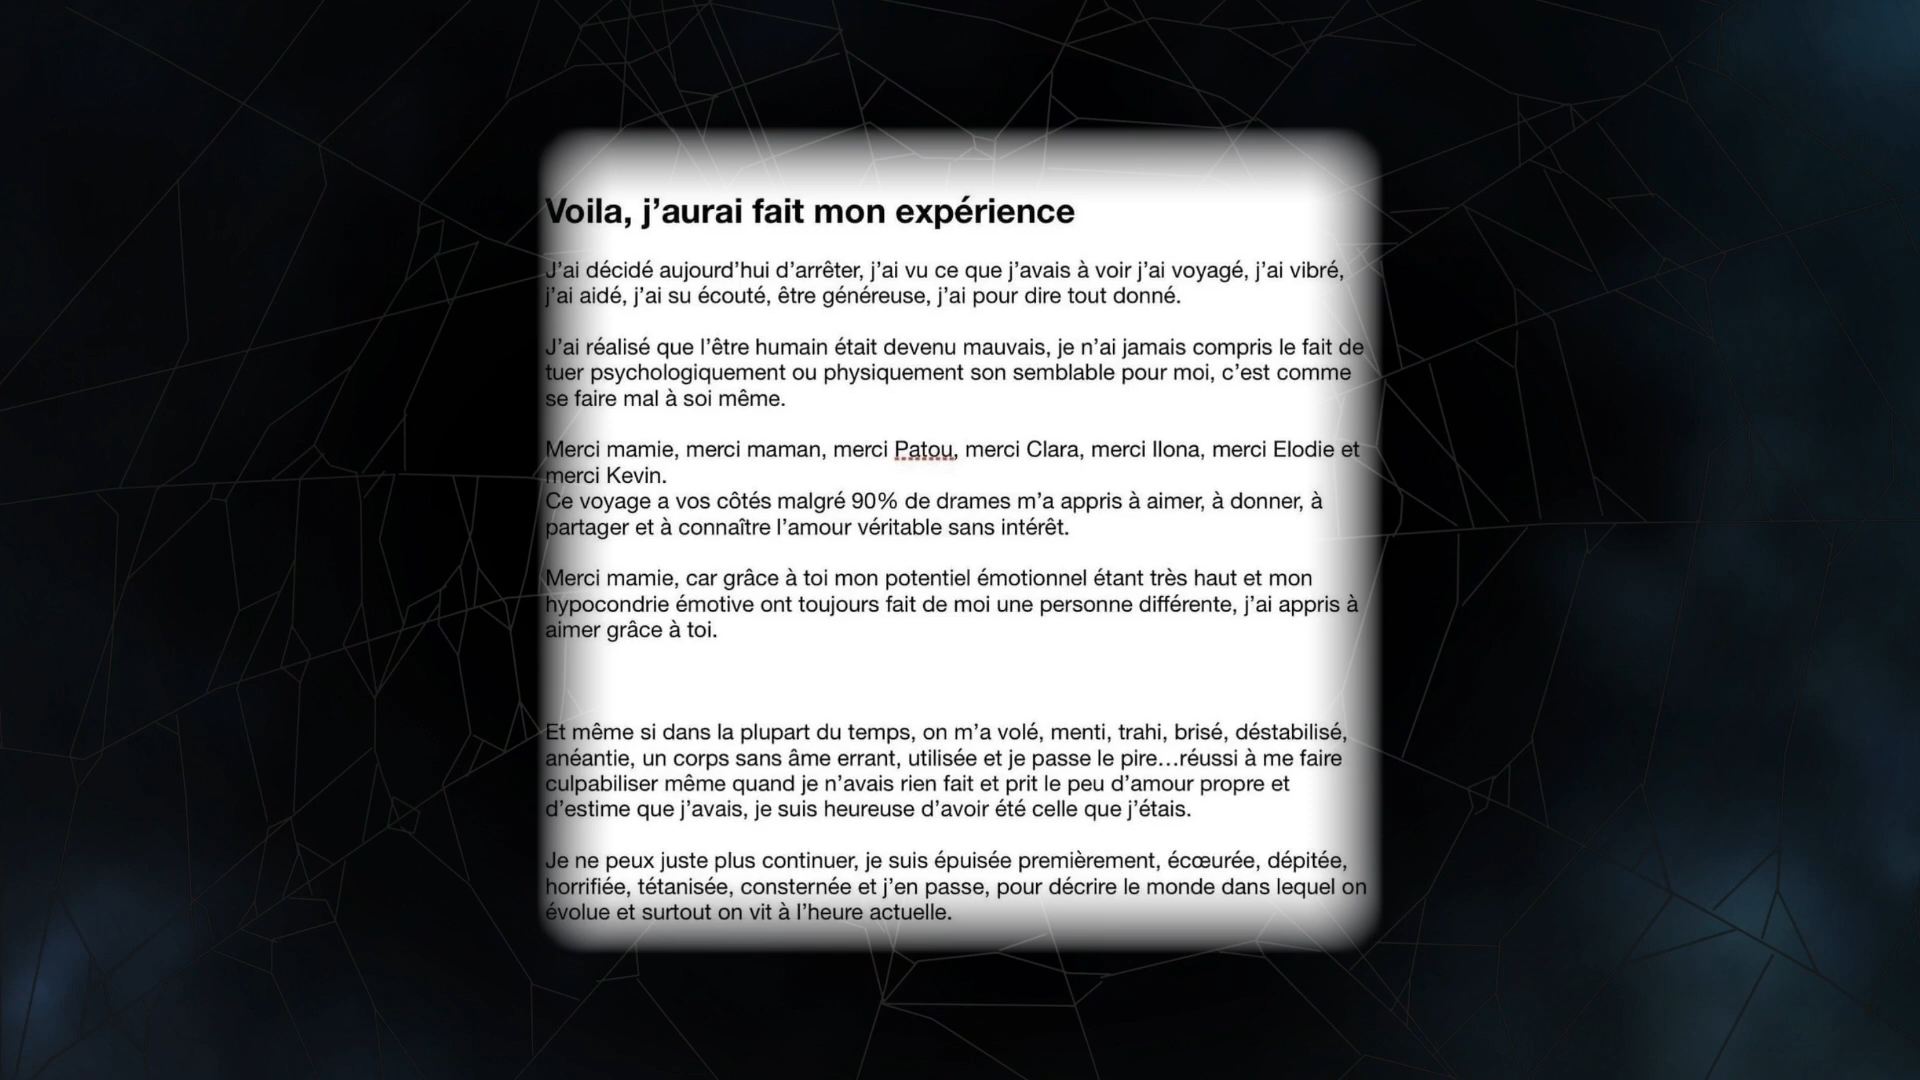 Voila, j’aurai fait mon expérience
J’ai décidé aujourd’hui d’arrêter, j’ai vu ce que j’avais à voir j’ai voyagé, j’ai vibré,
j’ai aidé, j’ai su écouté, être généreuse, j’ai pour dire tout donné.
J’ai réalisé que l’être humain était devenu mauvais, je n’ai jamais compris le fait de
tuer psychologiquement ou physiquement son semblable pour moi, c’est comme
se faire mal à soi même.
Merci mamie, merci maman, merci Patou, merci Clara, merci Ilona, merci Elodie et
merci Kevin.
Ce voyage a vos côtés malgré 90% de drames m’a appris à aimer, à donner, à
partager et à connaître l’amour véritable sans intérêt.
Merci mamie, car grâce à toi mon potentiel émotionnel étant très haut et mon
hypocondrie émotive ont toujours fait de moi une personne différente, j’ai appris à
aimer grâce à toi.
Et même si dans la plupart du temps, on m’a volé, menti, trahi, brisé, déstabilisé,
anéantie, un corps sans âme errant, utilisée et je passe le pire…réussi à me faire
culpabiliser même quand je n’avais rien fait et prit le peu d’amour propre et
d’estime que j’avais, je suis heureuse d’avoir été celle que j’étais.
Je ne peux juste plus continuer, je suis épuisée premièrement, écœurée, dépitée,
horrifiée, tétanisée, consternée et j’en passe, pour décrire le monde dans lequel on
évolue et surtout on vit à l’heure actuelle.